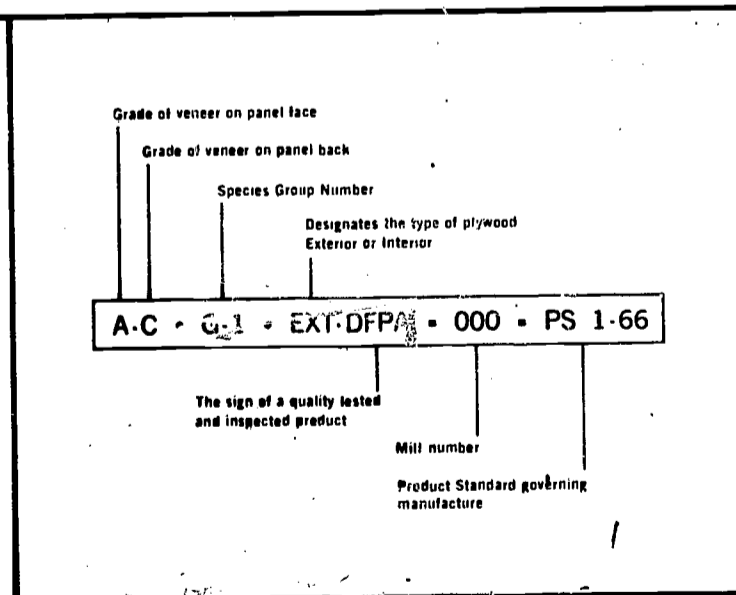 Grade of veneer on panel face
Grade of veneer on panel back
Species Group Number
Designates the type of plywood
Exterior or Interior
A·C · G·1 · EXT·DFPA · 000 · PS 1·66
The sign of a quality tested
and inspected product
Mill number
Product Standard governing
manufacture